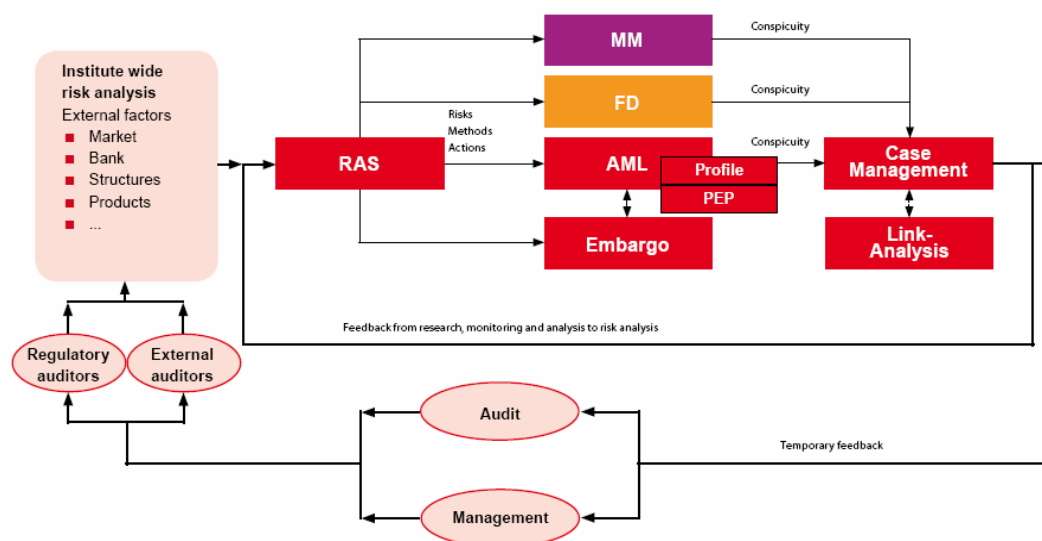 Institute wide
risk analysis
External factors
Market
Bank
Structures
Products
...
RAS
Risks
Methods
Actions
MM
FD
AML
Profile
PEP
Embargo
Conspicuity
Conspicuity
Conspicuity
Case
Management
Link-
Analysis
Feedback from research, monitoring and analysis to risk analysis
Regulatory
auditors
External
auditors
Audit
Management
Temporary feedback